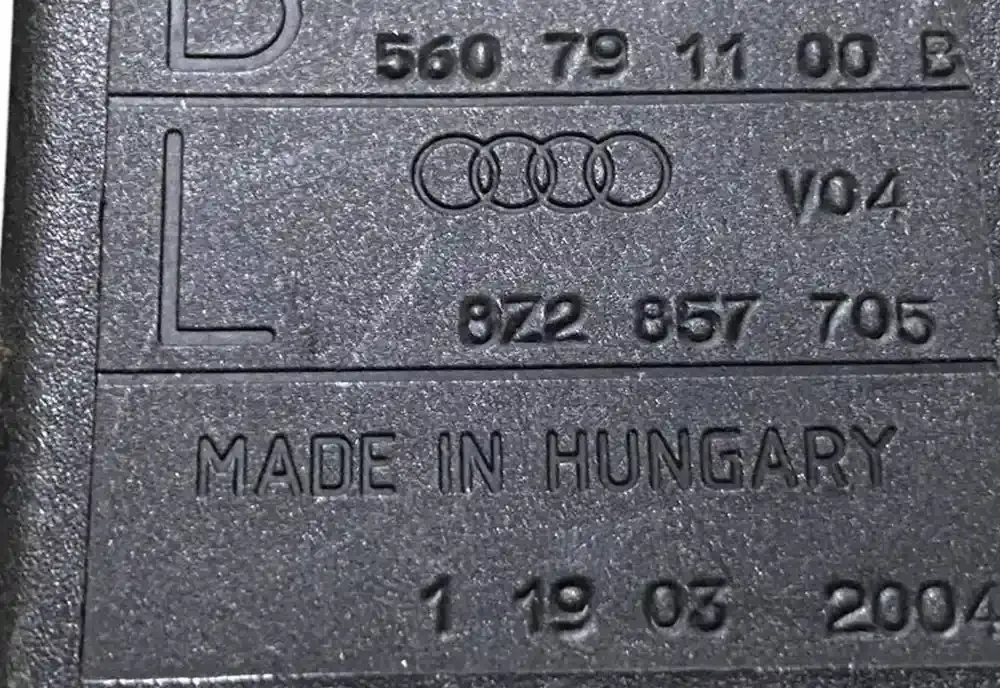 D 560 79 11 00 B
V04
L 8Z2 857 705
MADE IN HUNGARY
1 19 03 2004